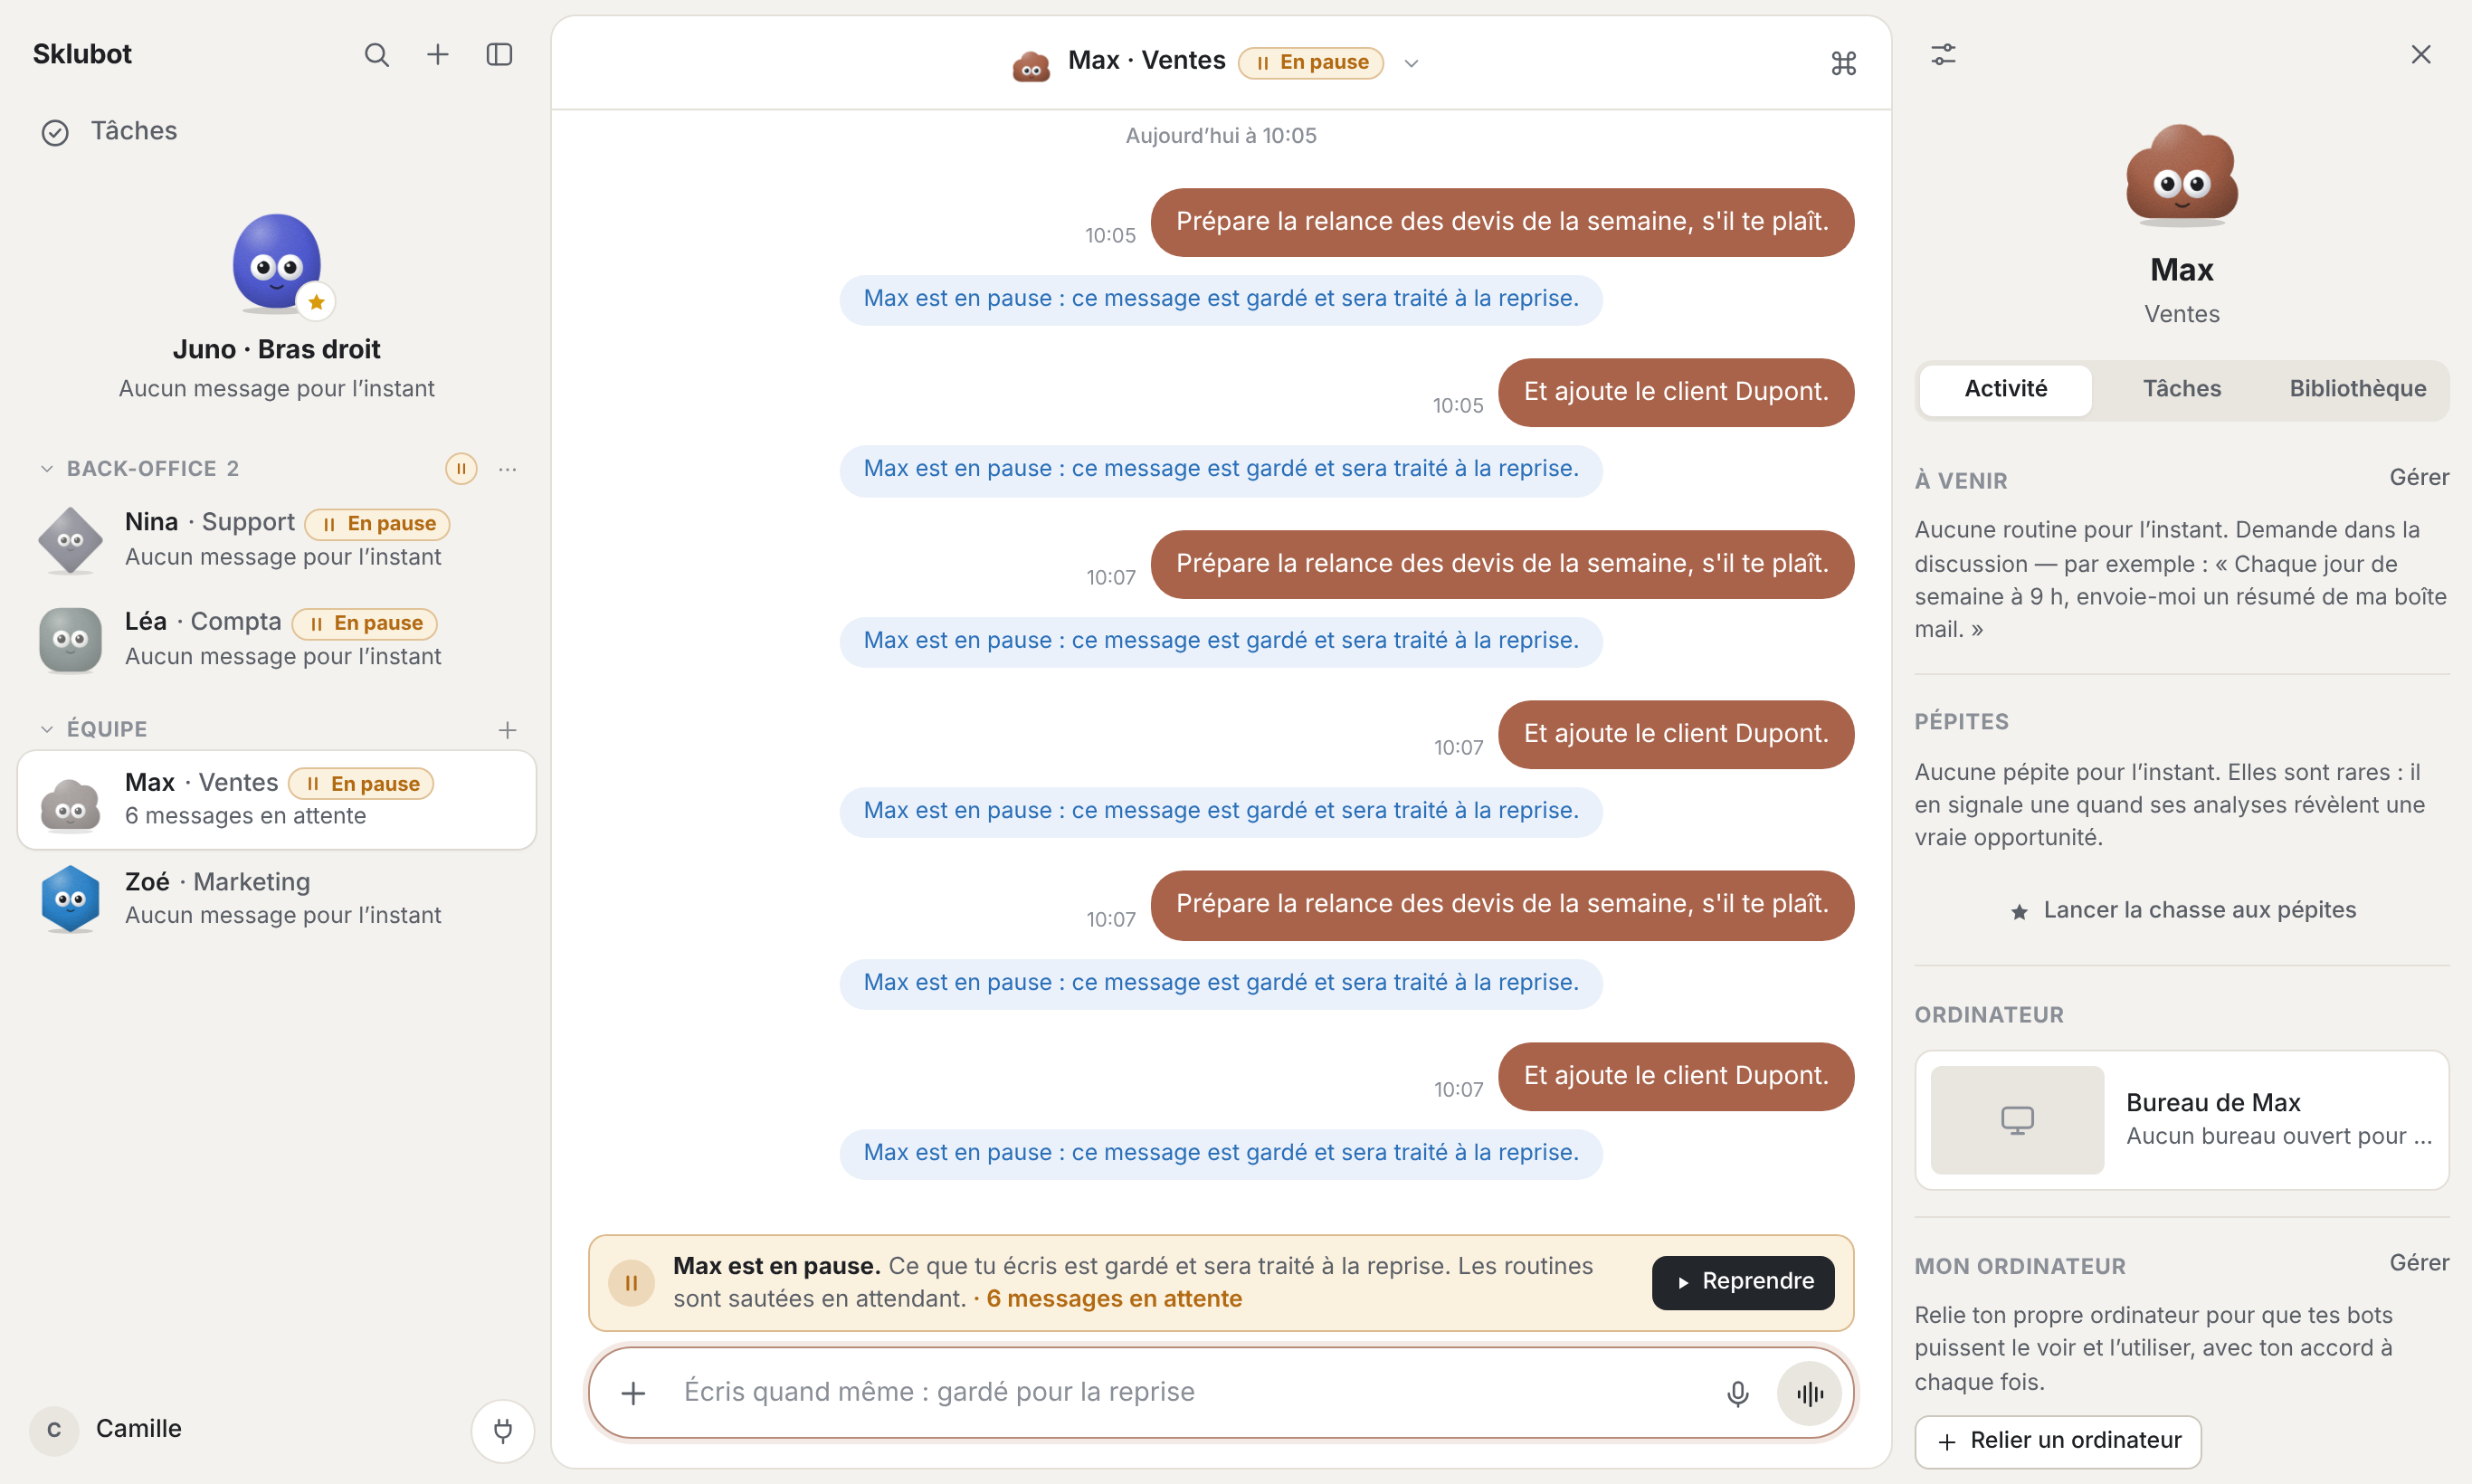 Sklubot
Tâches
Juno · Bras droit
Aucun message pour l’instant
BACK-OFFICE 2
Nina · Support En pause
Aucun message pour l’instant
Léa · Compta En pause
Aucun message pour l’instant
ÉQUIPE
Max · Ventes En pause
6 messages en attente
Zoé · Marketing
Aucun message pour l’instant
C Camille
Max · Ventes En pause
Aujourd’hui à 10:05
10:05 Prépare la relance des devis de la semaine, s'il te plaît.
Max est en pause : ce message est gardé et sera traité à la reprise.
10:05 Et ajoute le client Dupont.
Max est en pause : ce message est gardé et sera traité à la reprise.
10:07 Prépare la relance des devis de la semaine, s'il te plaît.
Max est en pause : ce message est gardé et sera traité à la reprise.
10:07 Et ajoute le client Dupont.
Max est en pause : ce message est gardé et sera traité à la reprise.
10:07 Prépare la relance des devis de la semaine, s'il te plaît.
Max est en pause : ce message est gardé et sera traité à la reprise.
10:07 Et ajoute le client Dupont.
Max est en pause : ce message est gardé et sera traité à la reprise.
Max est en pause. Ce que tu écris est gardé et sera traité à la reprise. Les routines
sont sautées en attendant. · 6 messages en attente
Reprendre
Écris quand même : gardé pour la reprise
Max
Ventes
Activité Tâches Bibliothèque
À VENIR Gérer
Aucune routine pour l’instant. Demande dans la
discussion — par exemple : « Chaque jour de
semaine à 9 h, envoie-moi un résumé de ma boîte
mail. »
PÉPITES
Aucune pépite pour l’instant. Elles sont rares : il
en signale une quand ses analyses révèlent une
vraie opportunité.
Lancer la chasse aux pépites
ORDINATEUR
Bureau de Max
Aucun bureau ouvert pour ...
MON ORDINATEUR Gérer
Relie ton propre ordinateur pour que tes bots
puissent le voir et l’utiliser, avec ton accord à
chaque fois.
Relier un ordinateur